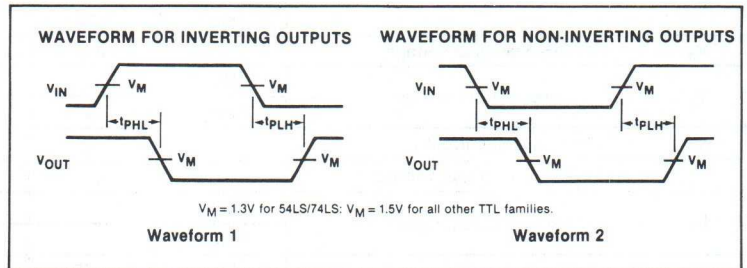 WAVEFORM FOR INVERTING OUTPUTS
VIN
VM
VM
tPHL
tPLH
VOUT
VM
VM
WAVEFORM FOR NON-INVERTING OUTPUTS
VIN
VM
VM
tPHL
tPLH
VOUT
VM
VM
VM = 1.3V for 54LS/74LS; VM = 1.5V for all other TTL families.
Waveform 1
Waveform 2